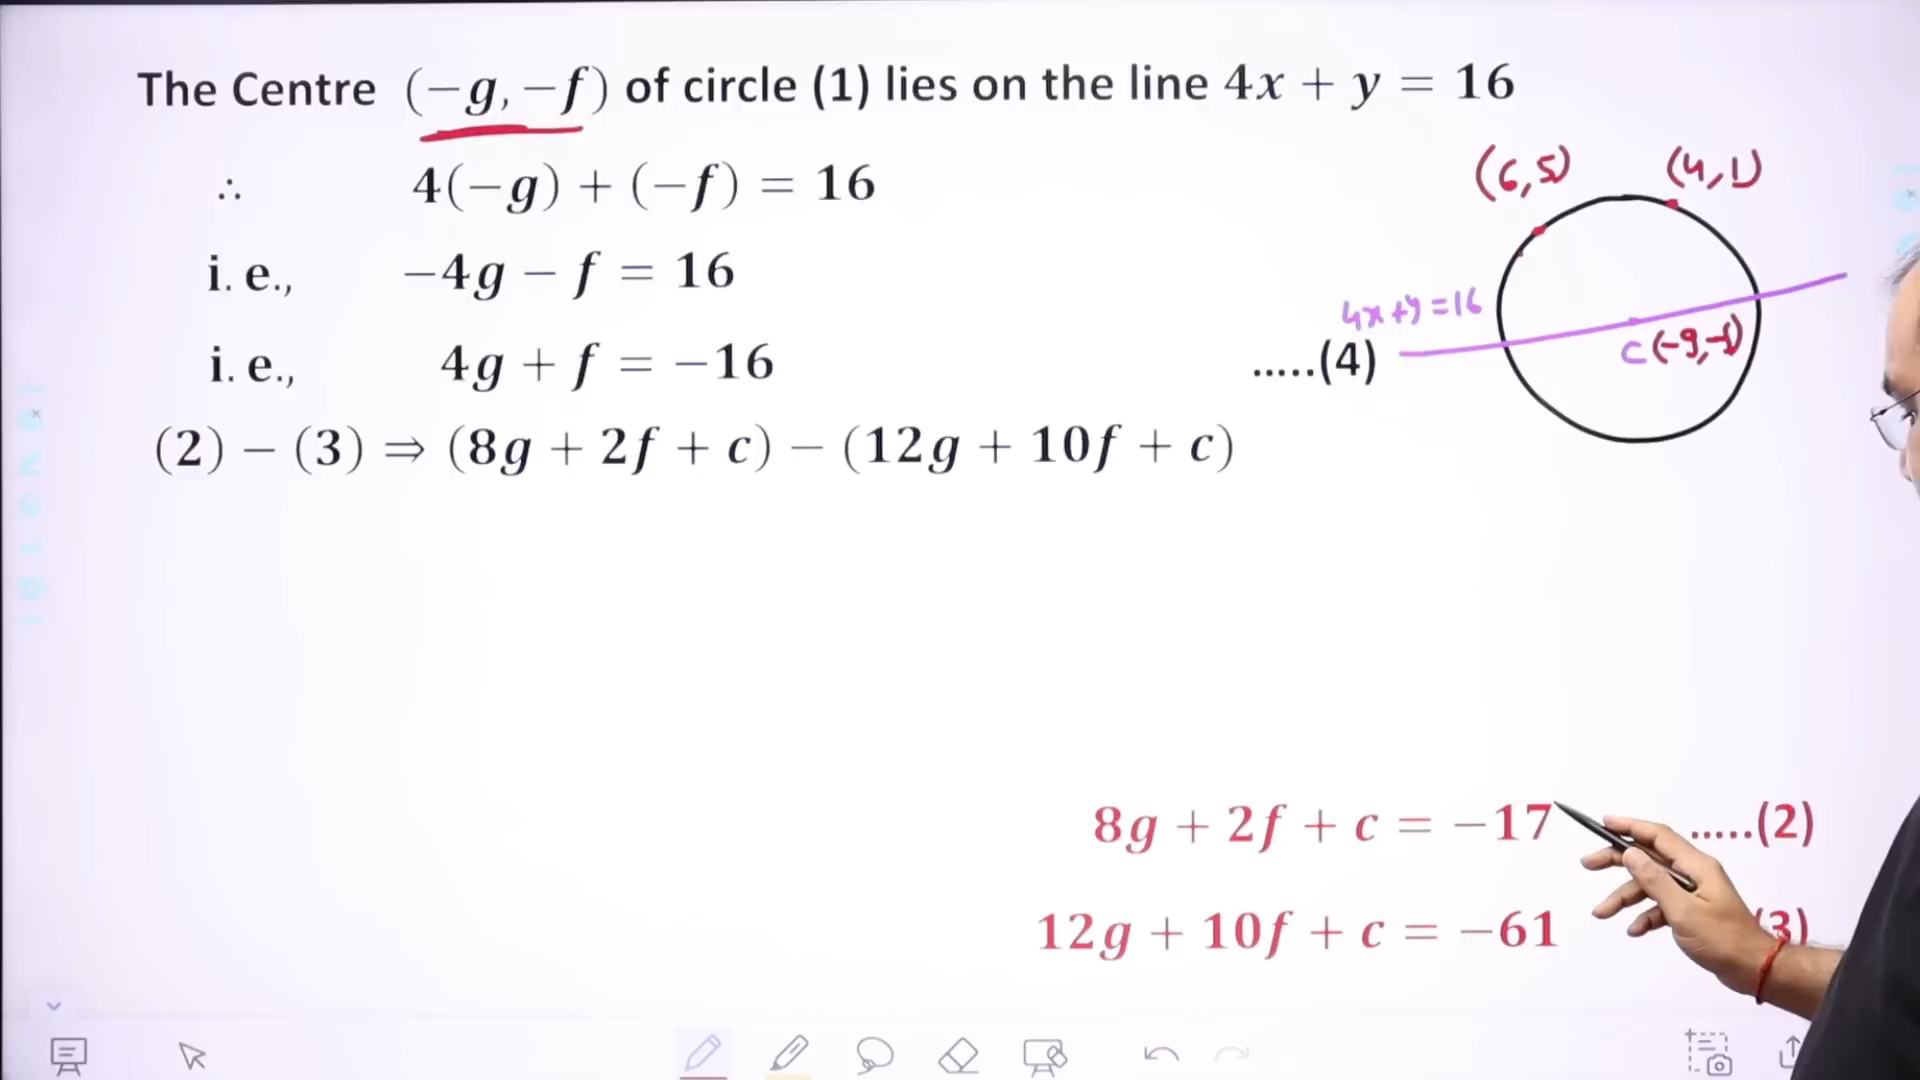 The Centre (−g, −f) of circle (1) lies on the line 4x + y = 16
∴ 4(−g) + (−f) = 16
i. e., −4g − f = 16
i. e., 4g + f = −16 .....(4)
(2) − (3) ⇒ (8g + 2f + c) − (12g + 10f + c)
(6,5) (4,1)
4x+y=16
C(-g,-f)
8g + 2f + c = −17 .....(2)
12g + 10f + c = −61 (3)